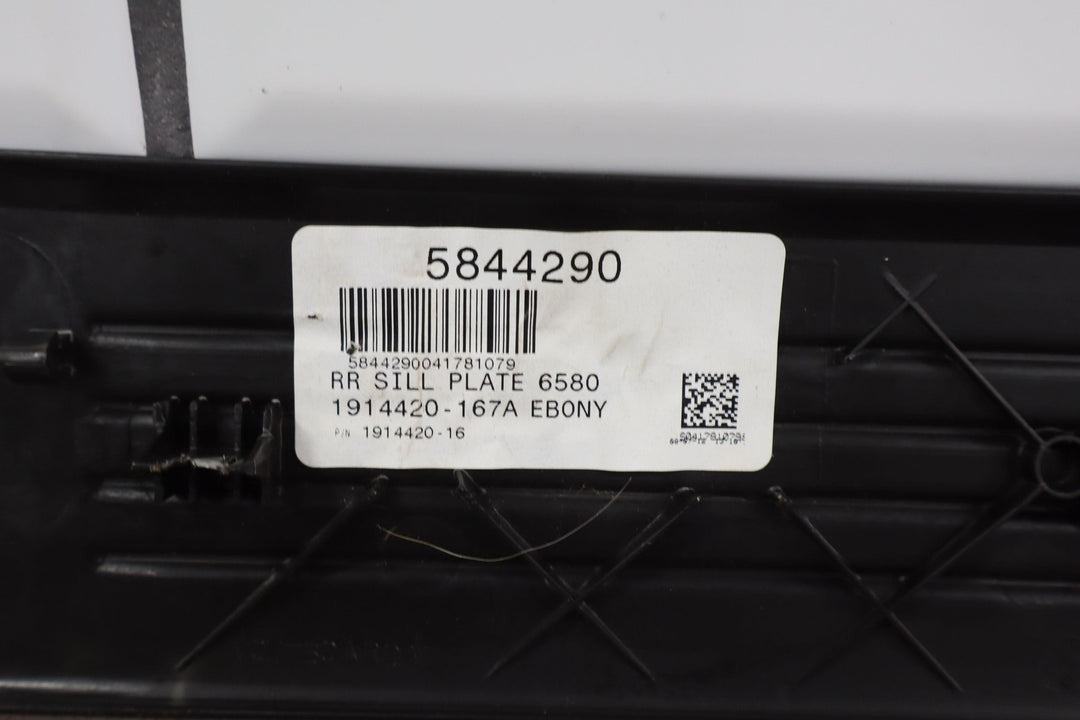 5844290
5844290041781079
RR SILL PLATE 6580
1914420-167A EBONY
P/N 1914420-16